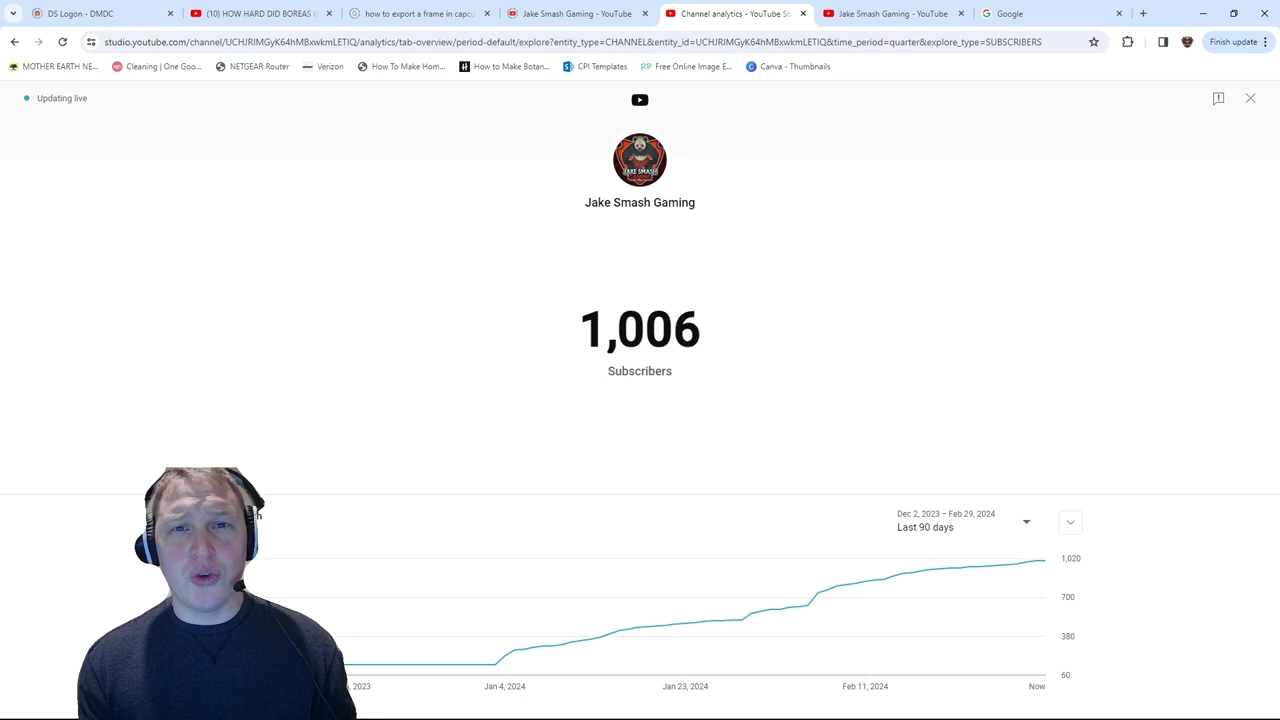 DS Logon - DMDC
(10) HOW HARD DID BOREAS
how to export a frame in capcu
Jake Smash Gaming - YouTube
Channel analytics - YouTube St
Jake Smash Gaming - YouTube
Google
studio.youtube.com/channel/UCHJRIMGyK64hMBxwkmLETIQ/analytics/tab-overview/period-default/explore?entity_type=CHANNEL&entity_id=UCHJRIMGyK64hMBxwkmLETIQ&time_period=quarter&explore_type=SUBSCRIBERS
Finish update
MOTHER EARTH NE...
Cleaning | One Goo...
NETGEAR Router
Verizon
How To Make Hom...
How to Make Botan...
CPI Templates
Free Online Image E...
Canva - Thumbnails
Updating live
JAKE SMASH
Jake Smash Gaming
1,006
Subscribers
Dec 2, 2023 – Feb 29, 2024
Last 90 days
1,020
700
380
60
, 2023
Jan 4, 2024
Jan 23, 2024
Feb 11, 2024
Now